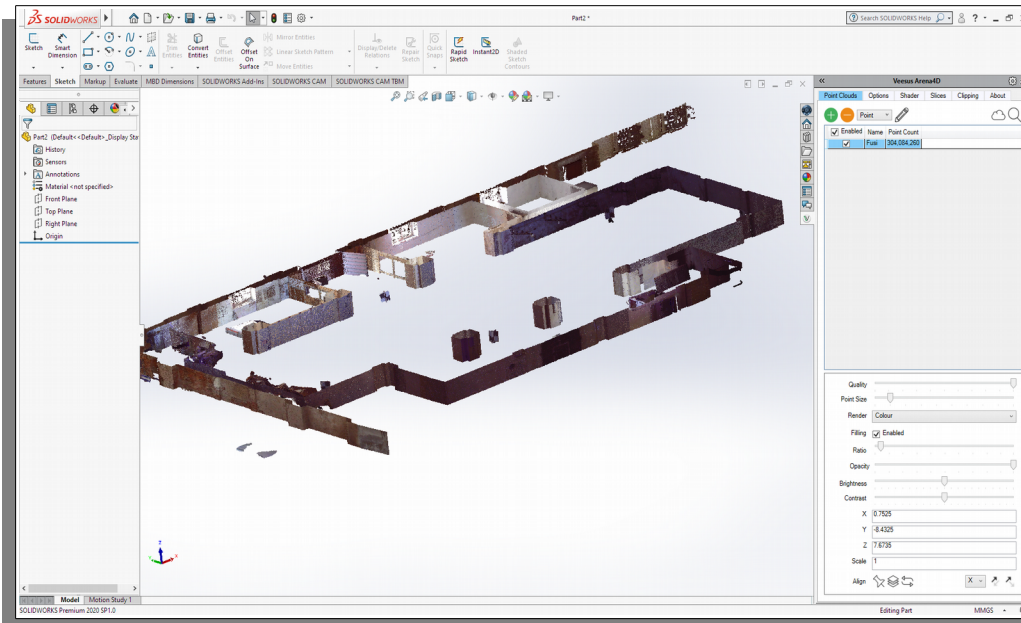 SOLIDWORKS
Part2 *
Search SOLIDWORKS Help
Sketch
Smart Dimension
Trim Entities
Convert Entities
Offset Entities
Offset On Surface
Mirror Entities
Linear Sketch Pattern
Move Entities
Display/Delete Relations
Repair Sketch
Quick Snaps
Rapid Sketch
Instant2D
Shaded Sketch Contours
Features Sketch Markup Evaluate MBD Dimensions SOLIDWORKS Add-Ins SOLIDWORKS CAM SOLIDWORKS CAM TBM
Part2 (Default<<Default>_Display Sta
History
Sensors
Annotations
Material <not specified>
Front Plane
Top Plane
Right Plane
Origin
Z
Y
X
Model Motion Study 1
SOLIDWORKS Premium 2020 SP1.0
Veesus Arena4D
Point Clouds Options Shader Slices Clipping About
Point
Enabled Name Point Count
Fusi 304,084,260
Quality
Point Size
Render Colour
Filling Enabled
Ratio
Opacity
Brightness
Contrast
X 0.7525
Y -8.4325
Z 7.6735
Scale 1
Align X
Editing Part MMGS